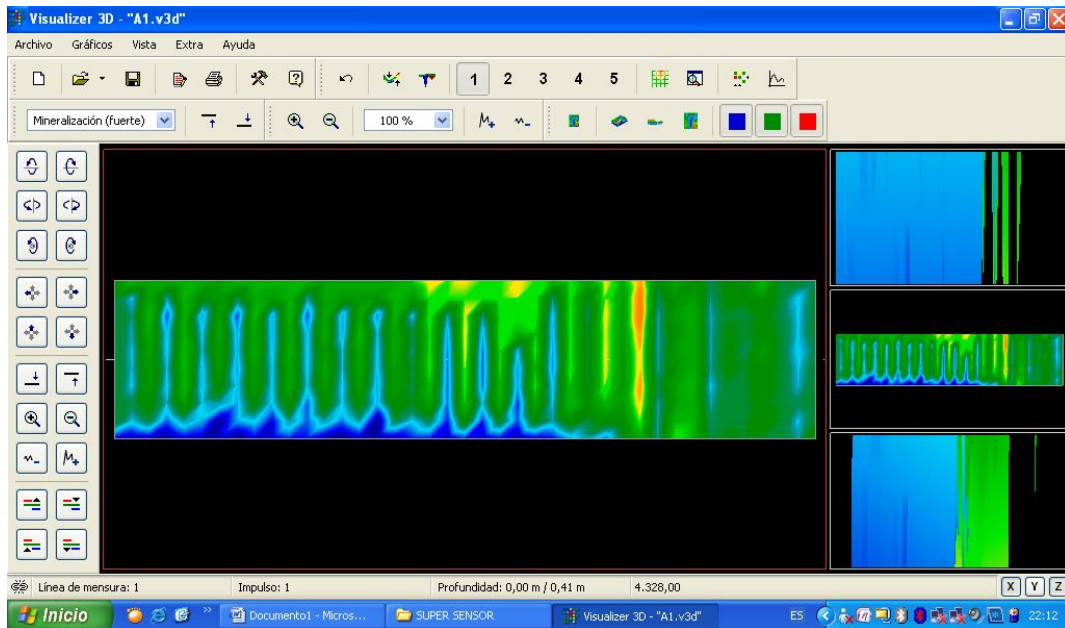 Visualizer 3D - "A1.v3d"
Archivo Gráficos Vista Extra Ayuda
1 2 3 4 5
Mineralización (fuerte) 100 %
Línea de mensura: 1 Impulso: 1 Profundidad: 0,00 m / 0,41 m 4.328,00 X Y Z
Inicio Documento1 - Micros... SUPER SENSOR Visualizer 3D - "A1.v3d" ES 22:12